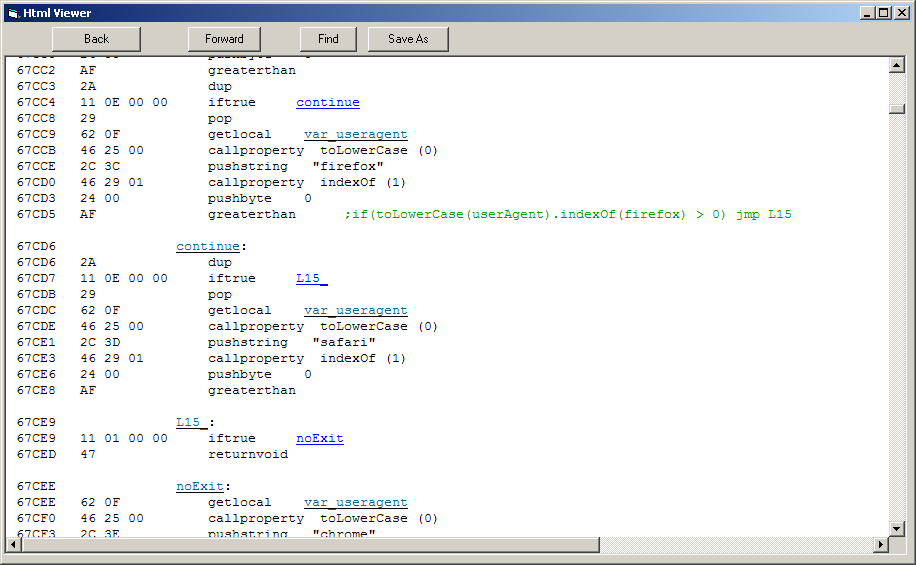 Html Viewer
Back Forward Find Save As
67CC2 AF greaterthan
67CC3 2A dup
67CC4 11 0E 00 00 iftrue continue
67CC8 29 pop
67CC9 62 0F getlocal var_useragent
67CCB 46 25 00 callproperty toLowerCase (0)
67CCE 2C 3C pushstring "firefox"
67CD0 46 29 01 callproperty indexOf (1)
67CD3 24 00 pushbyte 0
67CD5 AF greaterthan ;if(toLowerCase(userAgent).indexOf(firefox) > 0) jmp L15
67CD6 continue:
67CD6 2A dup
67CD7 11 0E 00 00 iftrue L15_
67CDB 29 pop
67CDC 62 0F getlocal var_useragent
67CDE 46 25 00 callproperty toLowerCase (0)
67CE1 2C 3D pushstring "safari"
67CE3 46 29 01 callproperty indexOf (1)
67CE6 24 00 pushbyte 0
67CE8 AF greaterthan
67CE9 L15_:
67CE9 11 01 00 00 iftrue noExit
67CED 47 returnvoid
67CEE noExit:
67CEE 62 0F getlocal var_useragent
67CF0 46 25 00 callproperty toLowerCase (0)
67CF3 2C 3E pushstring "chrome"